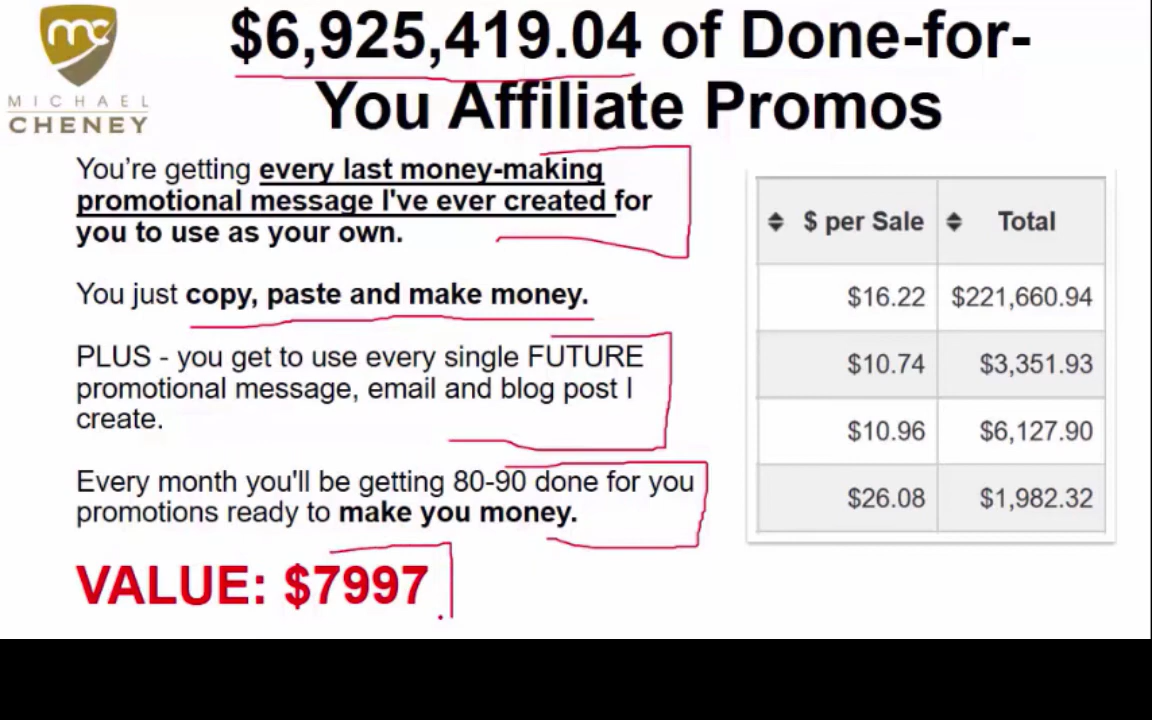 $6,925,419.04 of Done-for-
You Affiliate Promos
mc
MICHAEL
CHENEY
You’re getting every last money-making
promotional message I've ever created for
you to use as your own.
You just copy, paste and make money.
PLUS - you get to use every single FUTURE
promotional message, email and blog post I
create.
Every month you'll be getting 80-90 done for you
promotions ready to make you money.
VALUE: $7997
$ per Sale Total
$16.22 $221,660.94
$10.74 $3,351.93
$10.96 $6,127.90
$26.08 $1,982.32